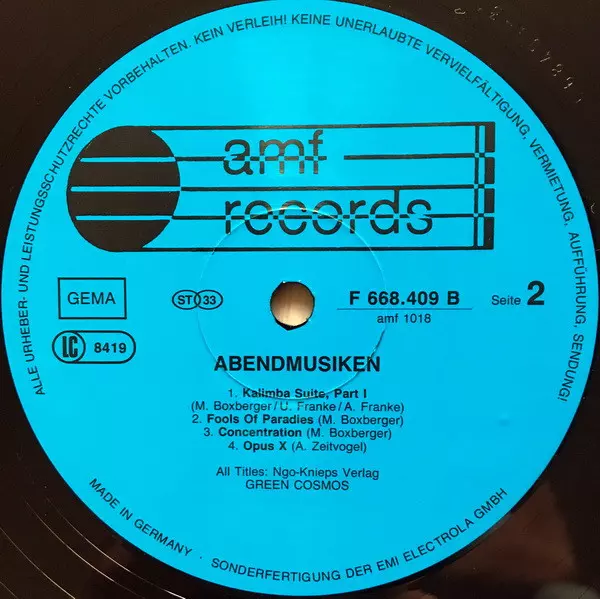 ALLE URHEBER- UND LEISTUNGSSCHUTZRECHTE VORBEHALTEN. KEIN VERLEIH! KEINE UNERLAUBTE VERVIELFÄLTIGUNG, VERMIETUNG, AUFFÜHRUNG, SENDUNG!
amf
records
GEMA
ST 33
F 668.409 B
Seite 2
amf 1018
LC 8419
ABENDMUSIKEN
1. Kalimba Suite, Part I
(M. Boxberger/U. Franke/A. Franke)
2. Fools Of Paradies (M. Boxberger)
3. Concentration (M. Boxberger)
4. Opus X (A. Zeitvogel)
All Titles: Ngo-Knieps Verlag
GREEN COSMOS
MADE IN GERMANY · SONDERFERTIGUNG DER EMI ELECTROLA GMBH